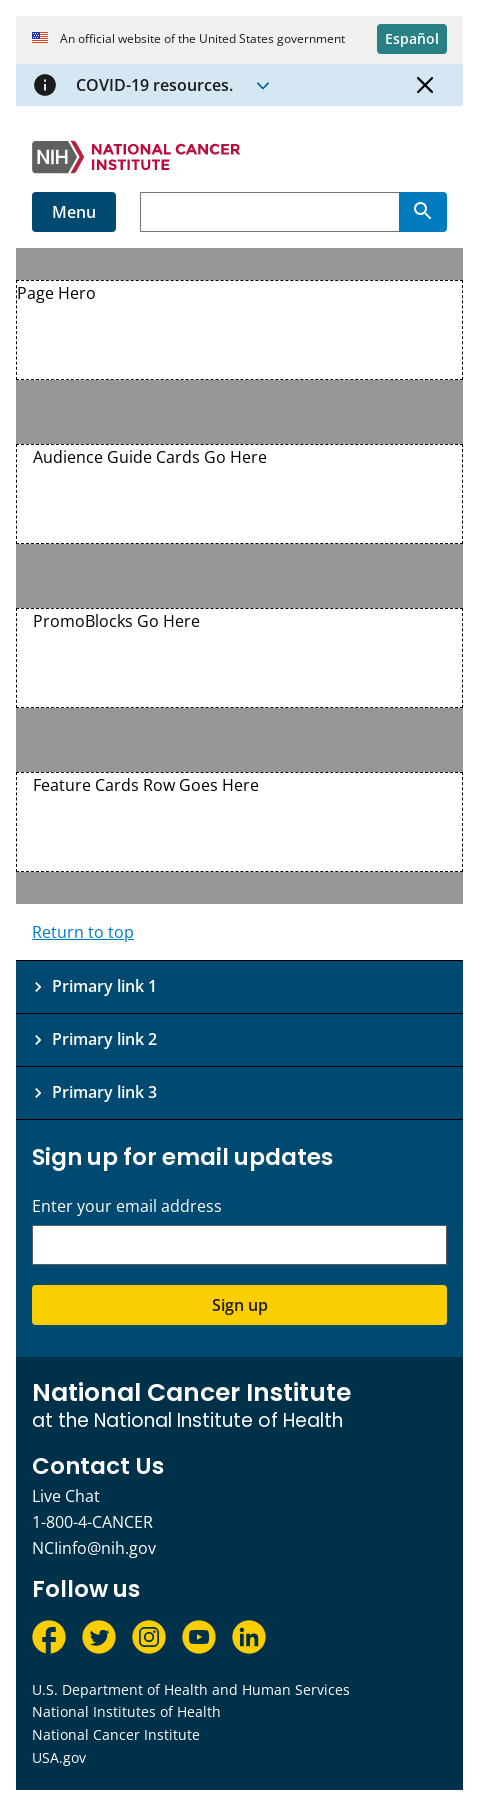 An official website of the United States government
Español
COVID-19 resources.
NIH
NATIONAL CANCER
INSTITUTE
Menu
Page Hero
Audience Guide Cards Go Here
PromoBlocks Go Here
Feature Cards Row Goes Here
Return to top
Primary link 1
Primary link 2
Primary link 3
Sign up for email updates
Enter your email address
Sign up
National Cancer Institute
at the National Institute of Health
Contact Us
Live Chat
1-800-4-CANCER
NCIinfo@nih.gov
Follow us
U.S. Department of Health and Human Services
National Institutes of Health
National Cancer Institute
USA.gov